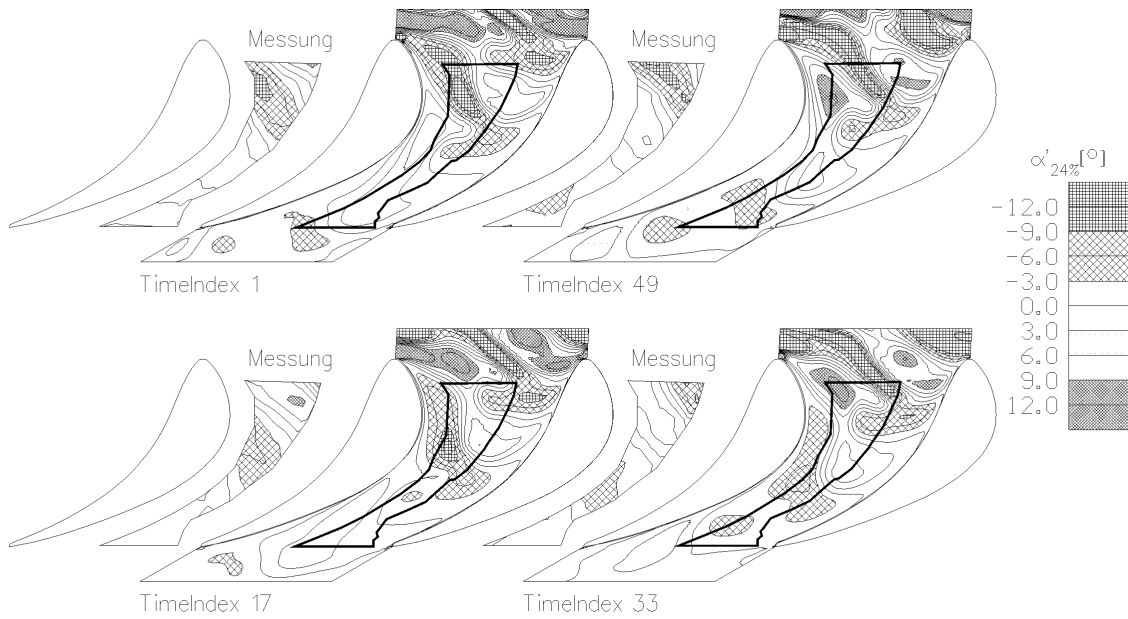 Messung
Messung
α'24%[°]
-12.0
-9.0
-6.0
-3.0
0.0
3.0
6.0
9.0
12.0
TimeIndex 1
TimeIndex 49
Messung
Messung
TimeIndex 17
TimeIndex 33